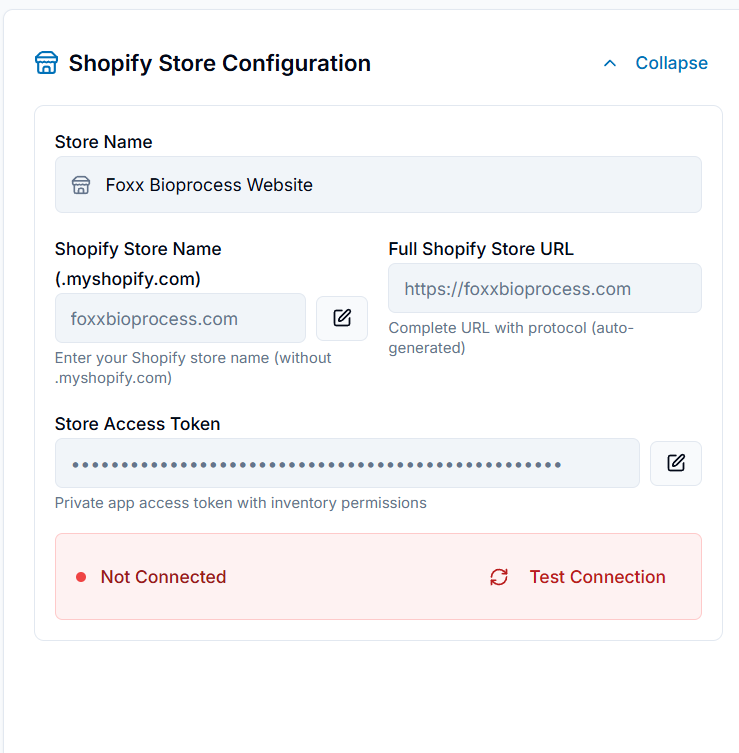 Shopify Store Configuration
Collapse
Store Name
Foxx Bioprocess Website
Shopify Store Name
(.myshopify.com)
foxxbioprocess.com
Enter your Shopify store name (without
.myshopify.com)
Full Shopify Store URL
https://foxxbioprocess.com
Complete URL with protocol (auto-
generated)
Store Access Token
••••••••••••••••••••••••••••••••••••••••••••••••••
Private app access token with inventory permissions
Not Connected
Test Connection